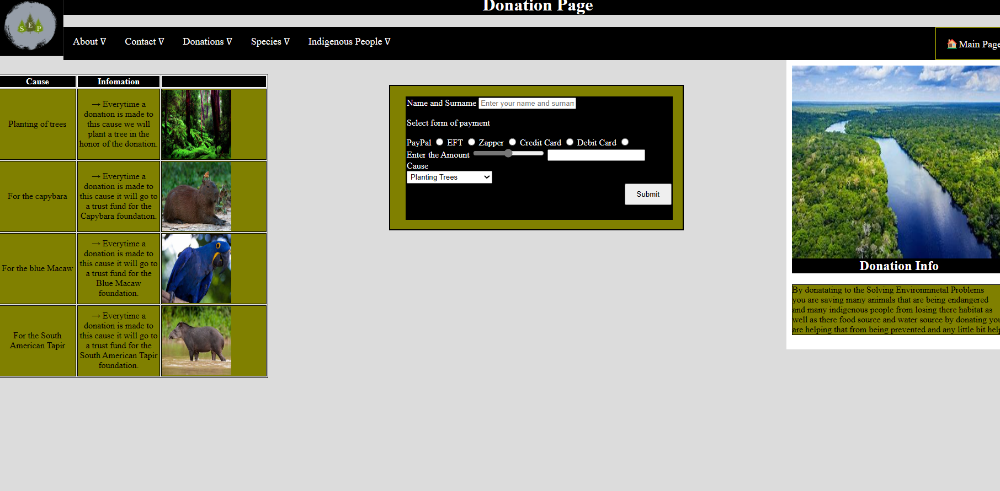 Donation Page
S E P
About ∇ Contact ∇ Donations ∇ Species ∇ Indigenous People ∇
Main Page
Cause Infomation
Planting of trees
→ Everytime a
donation is made to
this cause we will
plant a tree in the
honor of the donation.
For the capybara
→ Everytime a
donation is made to
this cause it will go to
a trust fund for the
Capybara foundation.
For the blue Macaw
→ Everytime a
donation is made to
this cause it will go to
a trust fund for the
Blue Macaw
foundation.
For the South
American Tapir
→ Everytime a
donation is made to
this cause it will go to
a trust fund for the
South American Tapir
foundation.
Name and Surname Enter your name and surnam
Select form of payment
PayPal EFT Zapper Credit Card Debit Card
Enter the Amount
Cause
Planting Trees
Submit
Donation Info
By donatating to the Solving Environmnetal Problems
you are saving many animals that are being endangered
and many indigenous people from losing there habitat as
well as there food source and water source by donating you
are helping that from being prevented and any little bit help